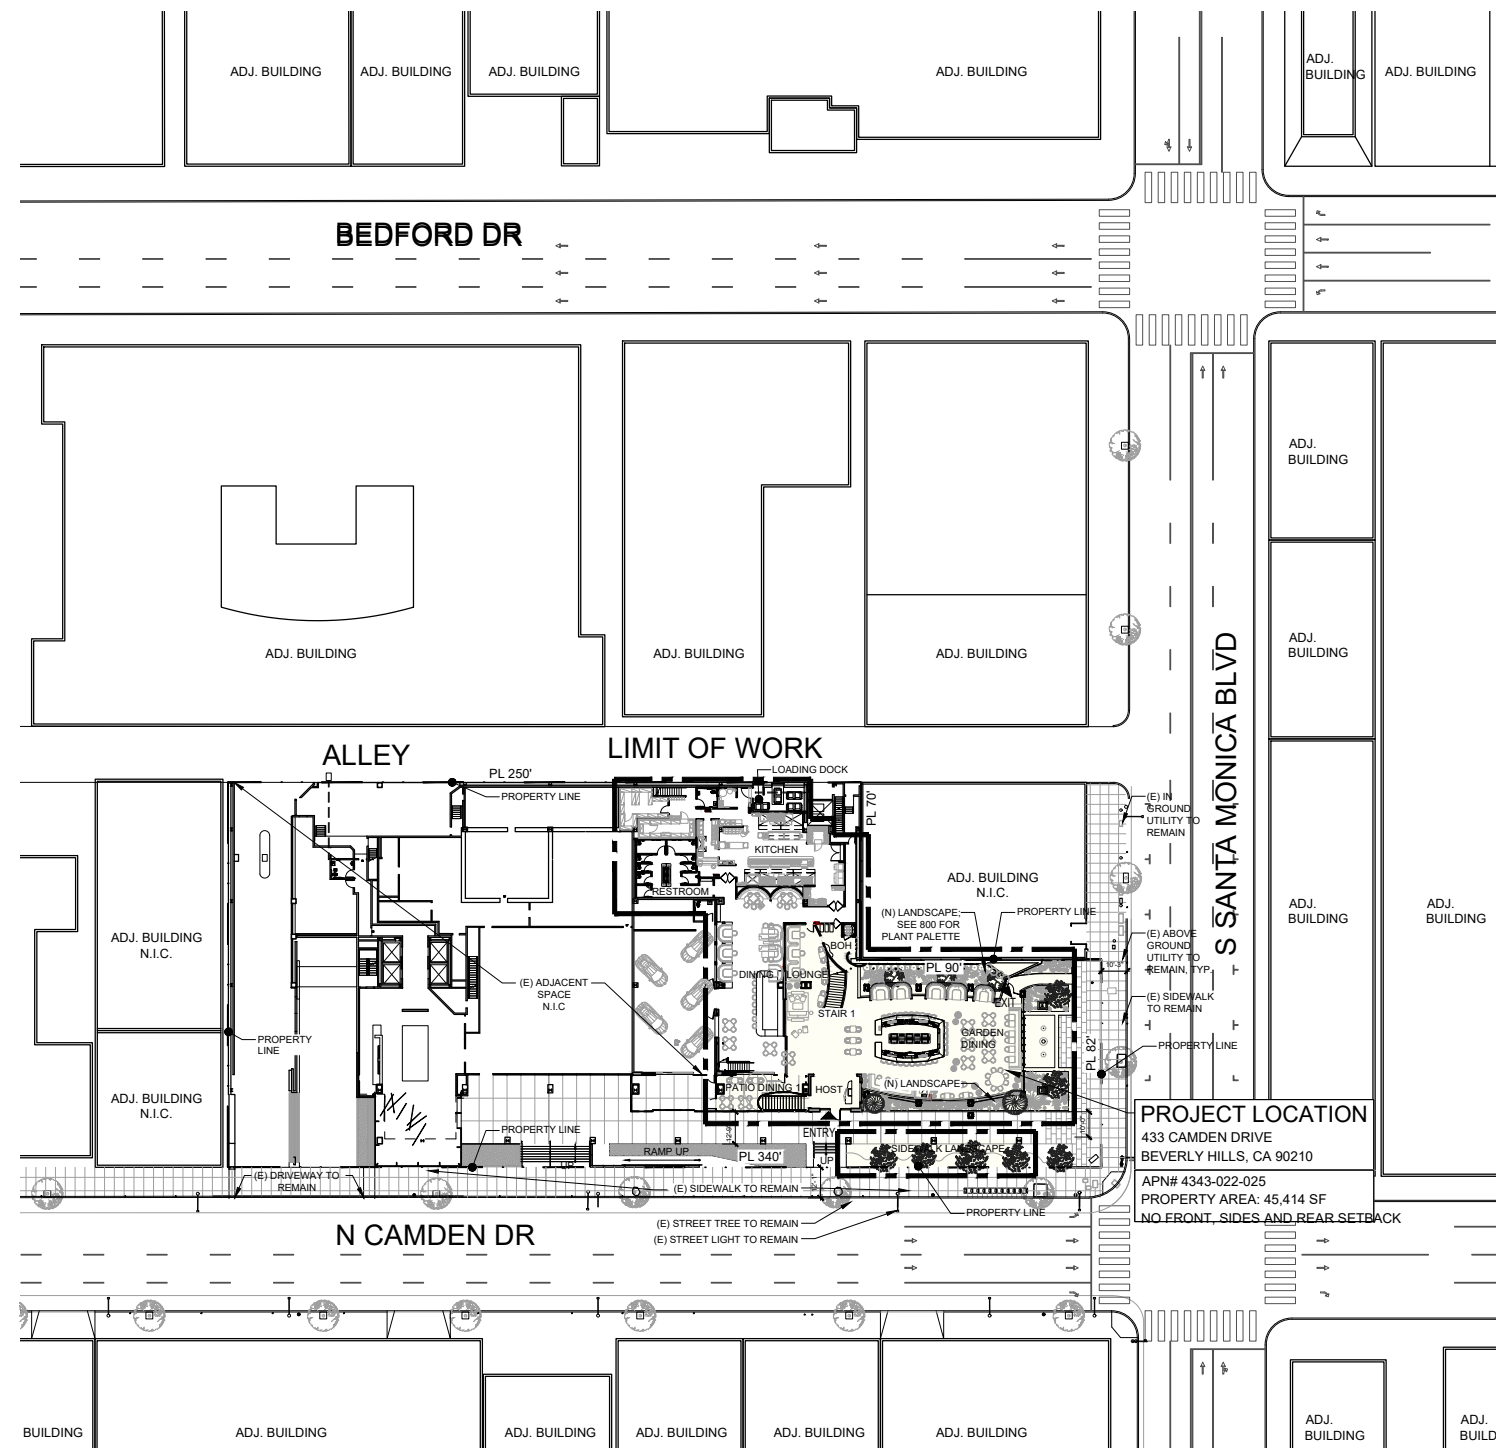 ADJ. BUILDING
ADJ. BUILDING
ADJ. BUILDING
ADJ. BUILDING
ADJ.
BUILDING
ADJ. BUILDING
BEDFORD DR
ADJ.
BUILDING
ADJ. BUILDING
ADJ. BUILDING
ADJ. BUILDING
ADJ.
BUILDING
S SANTA MONICA BLVD
ALLEY
LIMIT OF WORK
PL 250'
PROPERTY LINE
LOADING DOCK
PL 70'
(E) IN
GROUND
UTILITY TO
REMAIN
KITCHEN
RESTROOM
ADJ. BUILDING
N.I.C.
(N) LANDSCAPE;
SEE 800 FOR
PLANT PALETTE
PROPERTY LINE
ADJ.
BUILDING
ADJ.
BUILDING
ADJ. BUILDING
N.I.C.
BOH
(E) ABOVE
GROUND
UTILITY TO
REMAIN, TYP.
10'-3"
DINING
LOUNGE
PL 90'
(E) ADJACENT
SPACE
N.I.C
EXIT
(E) SIDEWALK
TO REMAIN
STAIR 1
GARDEN
DINING
PROPERTY
LINE
PROPERTY LINE
PL 82'
PATIO DINING 1
HOST
(N) LANDSCAPE
ADJ. BUILDING
N.I.C.
PROJECT LOCATION
433 CAMDEN DRIVE
BEVERLY HILLS, CA 90210
APN# 4343-022-025
PROPERTY AREA: 45,414 SF
NO FRONT, SIDES AND REAR SETBACK
PROPERTY LINE
ENTRY
RAMP UP
PL 340'
UP
UP
SIDEWALK LANDSCAPE
(E) DRIVEWAY TO
REMAIN
(E) SIDEWALK TO REMAIN
PROPERTY LINE
(E) STREET TREE TO REMAIN
(E) STREET LIGHT TO REMAIN
N CAMDEN DR
BUILDING
ADJ. BUILDING
ADJ. BUILDING
ADJ. BUILDING
ADJ. BUILDING
ADJ. BUILDING
ADJ.
BUILDING
ADJ.
BUILD